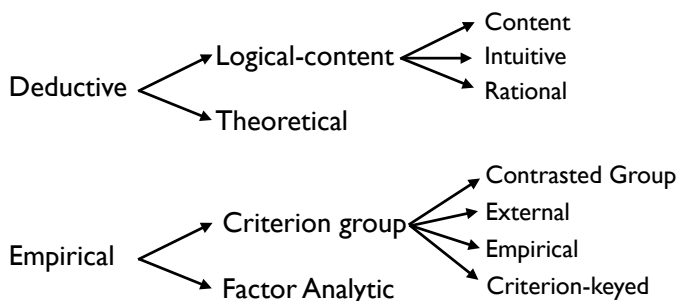 Deductive
Logical-content
Theoretical
Content
Intuitive
Rational
Empirical
Criterion group
Factor Analytic
Contrasted Group
External
Empirical
Criterion-keyed